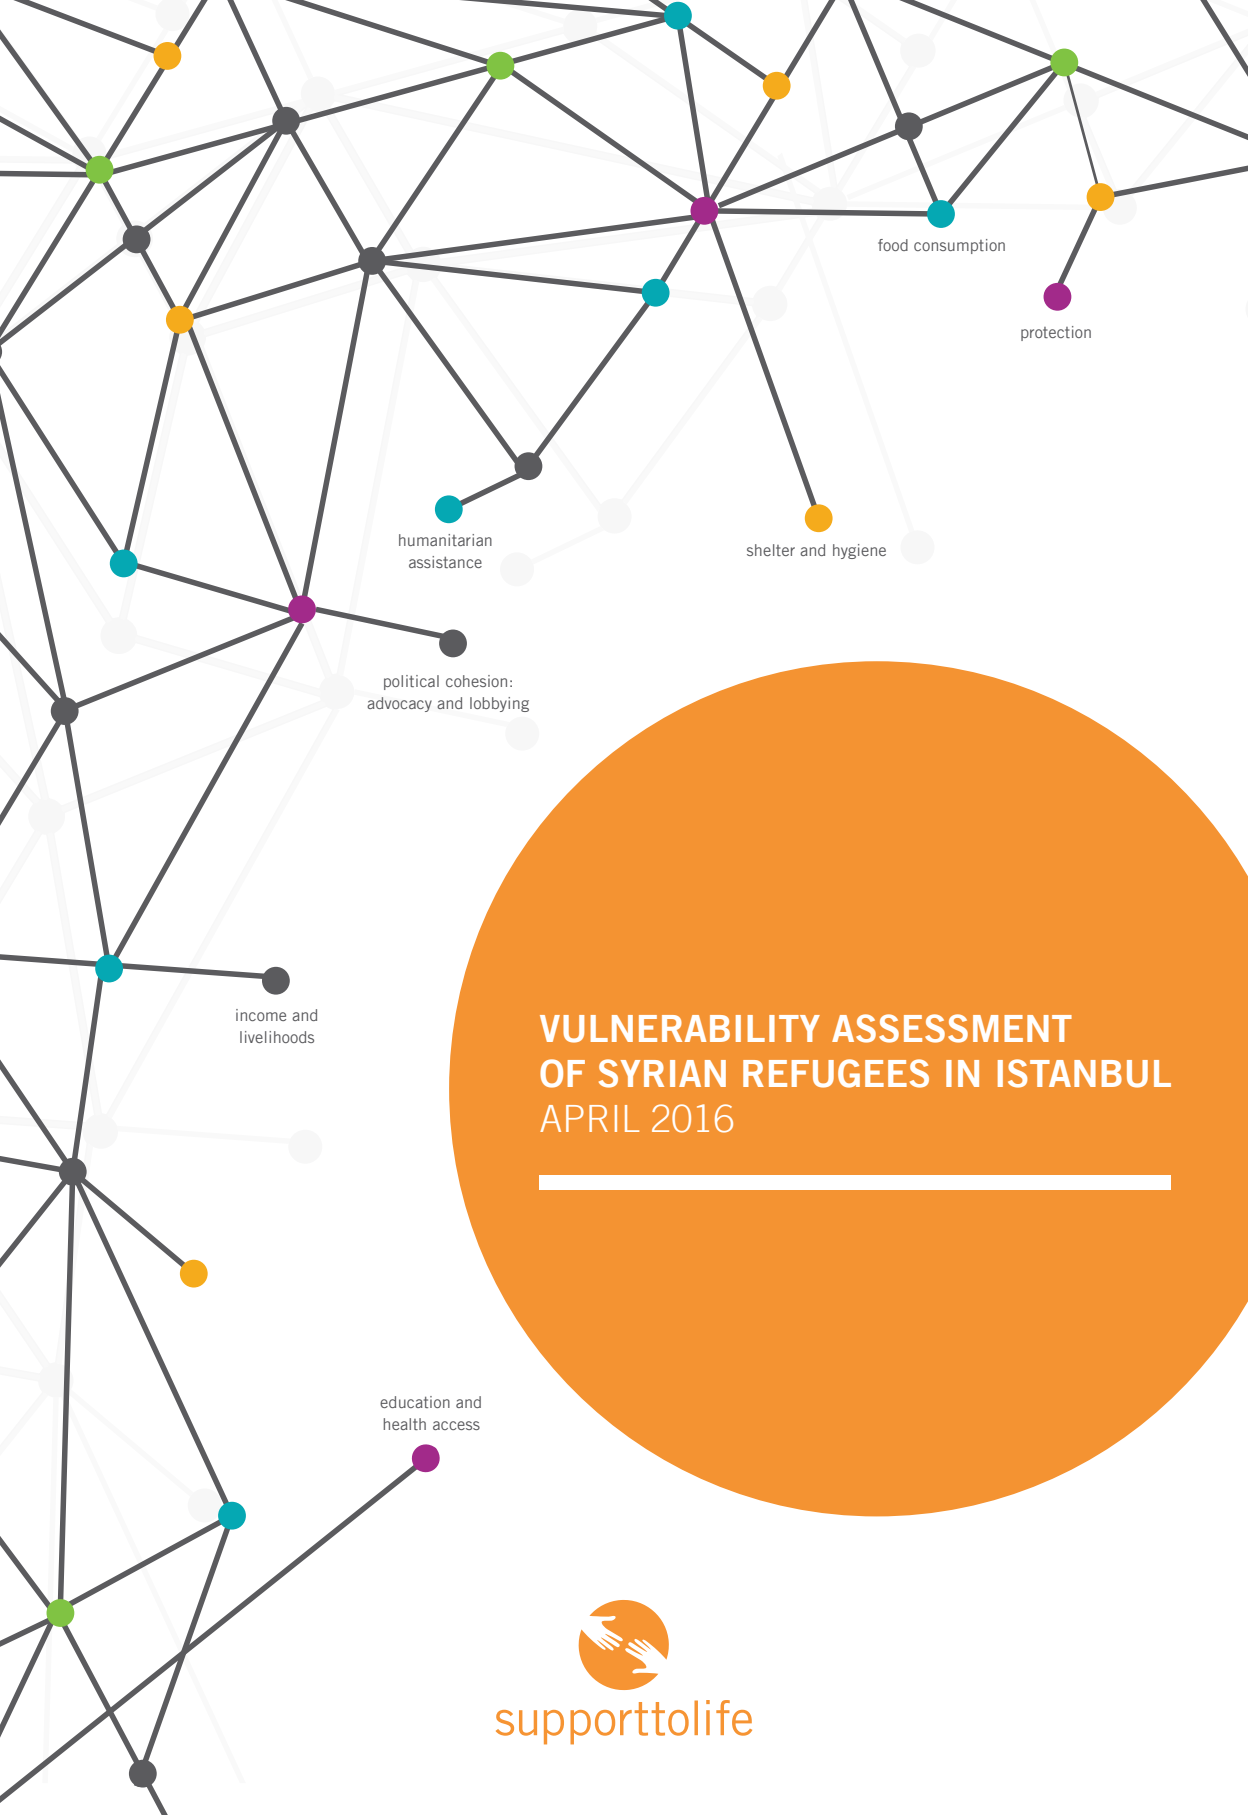 food consumption
protection
humanitarian
assistance
shelter and hygiene
political cohesion:
advocacy and lobbying
income and
livelihoods
VULNERABILITY ASSESSMENT
OF SYRIAN REFUGEES IN ISTANBUL
APRIL 2016
education and
health access
supporttolife